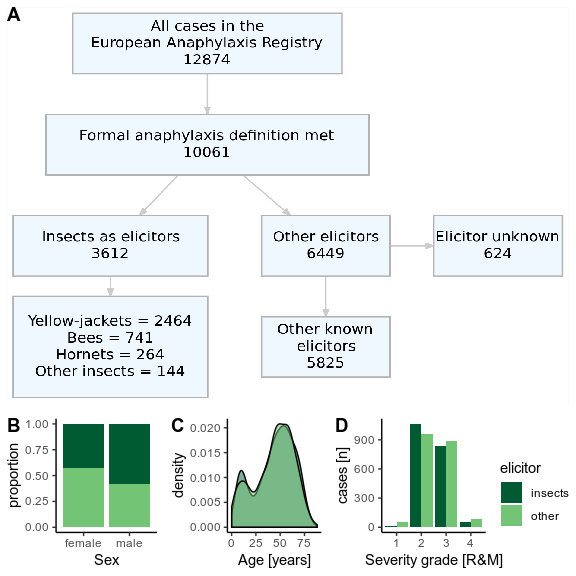 A
All cases in the
European Anaphylaxis Registry
12874
Formal anaphylaxis definition met
10061
Insects as elicitors
3612
Other elicitors
6449
Elicitor unknown
624
Yellow-jackets = 2464
Bees = 741
Hornets = 264
Other insects = 144
Other known
elicitors
5825
B
proportion
1.00
0.75
0.50
0.25
0.00
female male
Sex
C
density
0.020
0.015
0.010
0.005
0.000
0 25 50 75
Age [years]
D
cases [n]
900
600
300
0
1 2 3 4
Severity grade [R&M]
elicitor
insects
other